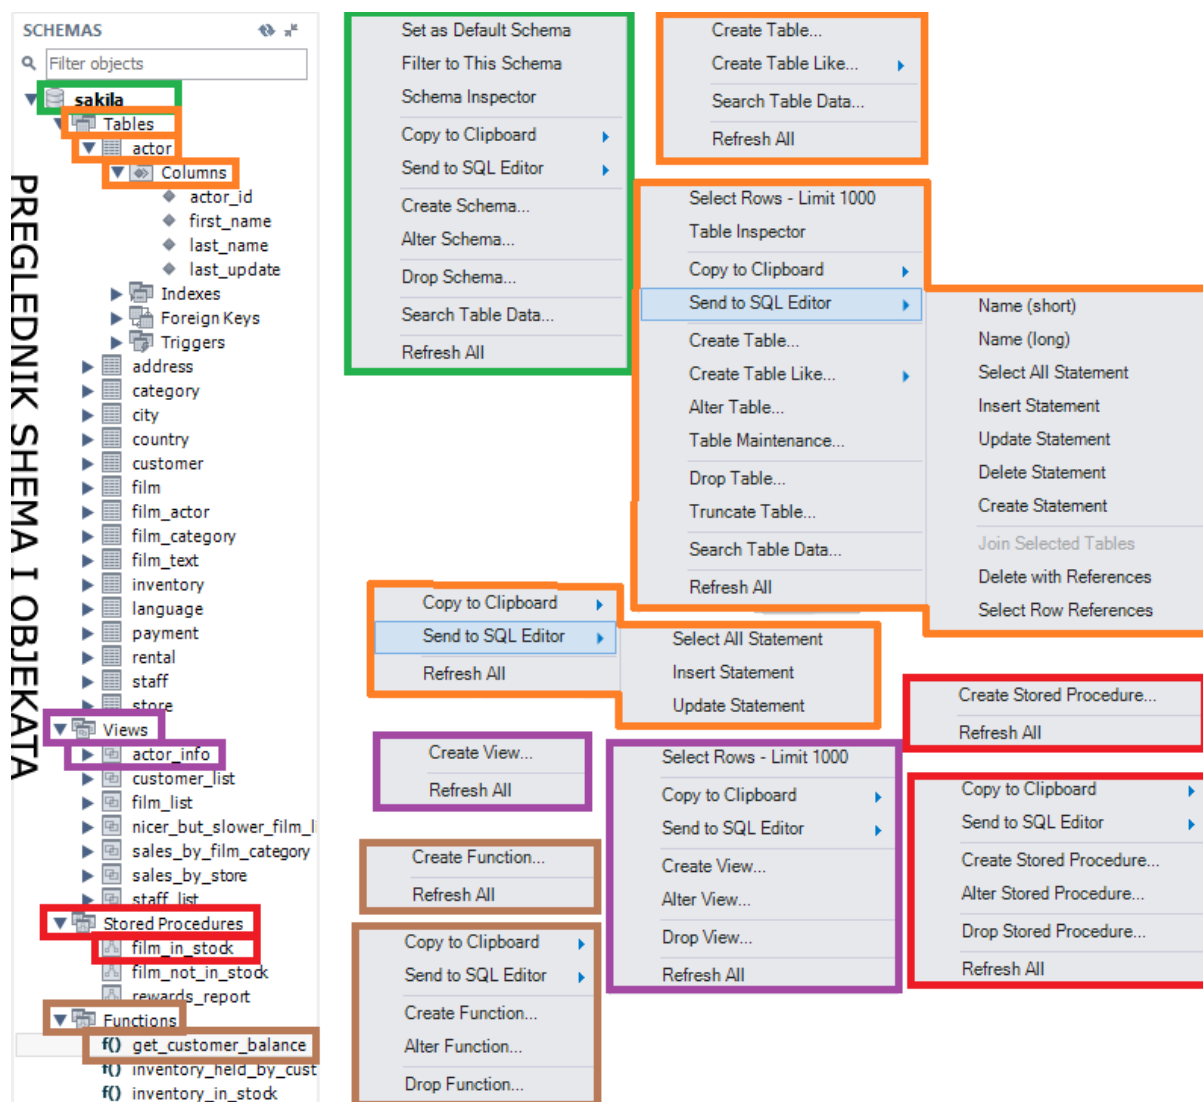 SCHEMAS
Filter objects
sakila
Tables
actor
Columns
actor_id
first_name
last_name
last_update
Indexes
Foreign Keys
Triggers
address
category
city
country
customer
film
film_actor
film_category
film_text
inventory
language
payment
rental
staff
store
Views
actor_info
customer_list
film_list
nicer_but_slower_film_li
sales_by_film_category
sales_by_store
staff_list
Stored Procedures
film_in_stock
film_not_in_stock
rewards_report
Functions
f() get_customer_balance
f() inventory_held_by_cust
f() inventory_in_stock
PREGLEDNIK SHEMA I OBJEKATA
Set as Default Schema
Filter to This Schema
Schema Inspector
Copy to Clipboard
Send to SQL Editor
Create Schema...
Alter Schema...
Drop Schema...
Search Table Data...
Refresh All
Create Table...
Create Table Like...
Search Table Data...
Refresh All
Select Rows - Limit 1000
Table Inspector
Copy to Clipboard
Send to SQL Editor
Create Table...
Create Table Like...
Alter Table...
Table Maintenance...
Drop Table...
Truncate Table...
Search Table Data...
Refresh All
Name (short)
Name (long)
Select All Statement
Insert Statement
Update Statement
Delete Statement
Create Statement
Join Selected Tables
Delete with References
Select Row References
Copy to Clipboard
Send to SQL Editor
Refresh All
Select All Statement
Insert Statement
Update Statement
Create Stored Procedure...
Refresh All
Create View...
Refresh All
Select Rows - Limit 1000
Copy to Clipboard
Send to SQL Editor
Create View...
Alter View...
Drop View...
Refresh All
Copy to Clipboard
Send to SQL Editor
Create Stored Procedure...
Alter Stored Procedure...
Drop Stored Procedure...
Refresh All
Create Function...
Refresh All
Copy to Clipboard
Send to SQL Editor
Create Function...
Alter Function...
Drop Function...